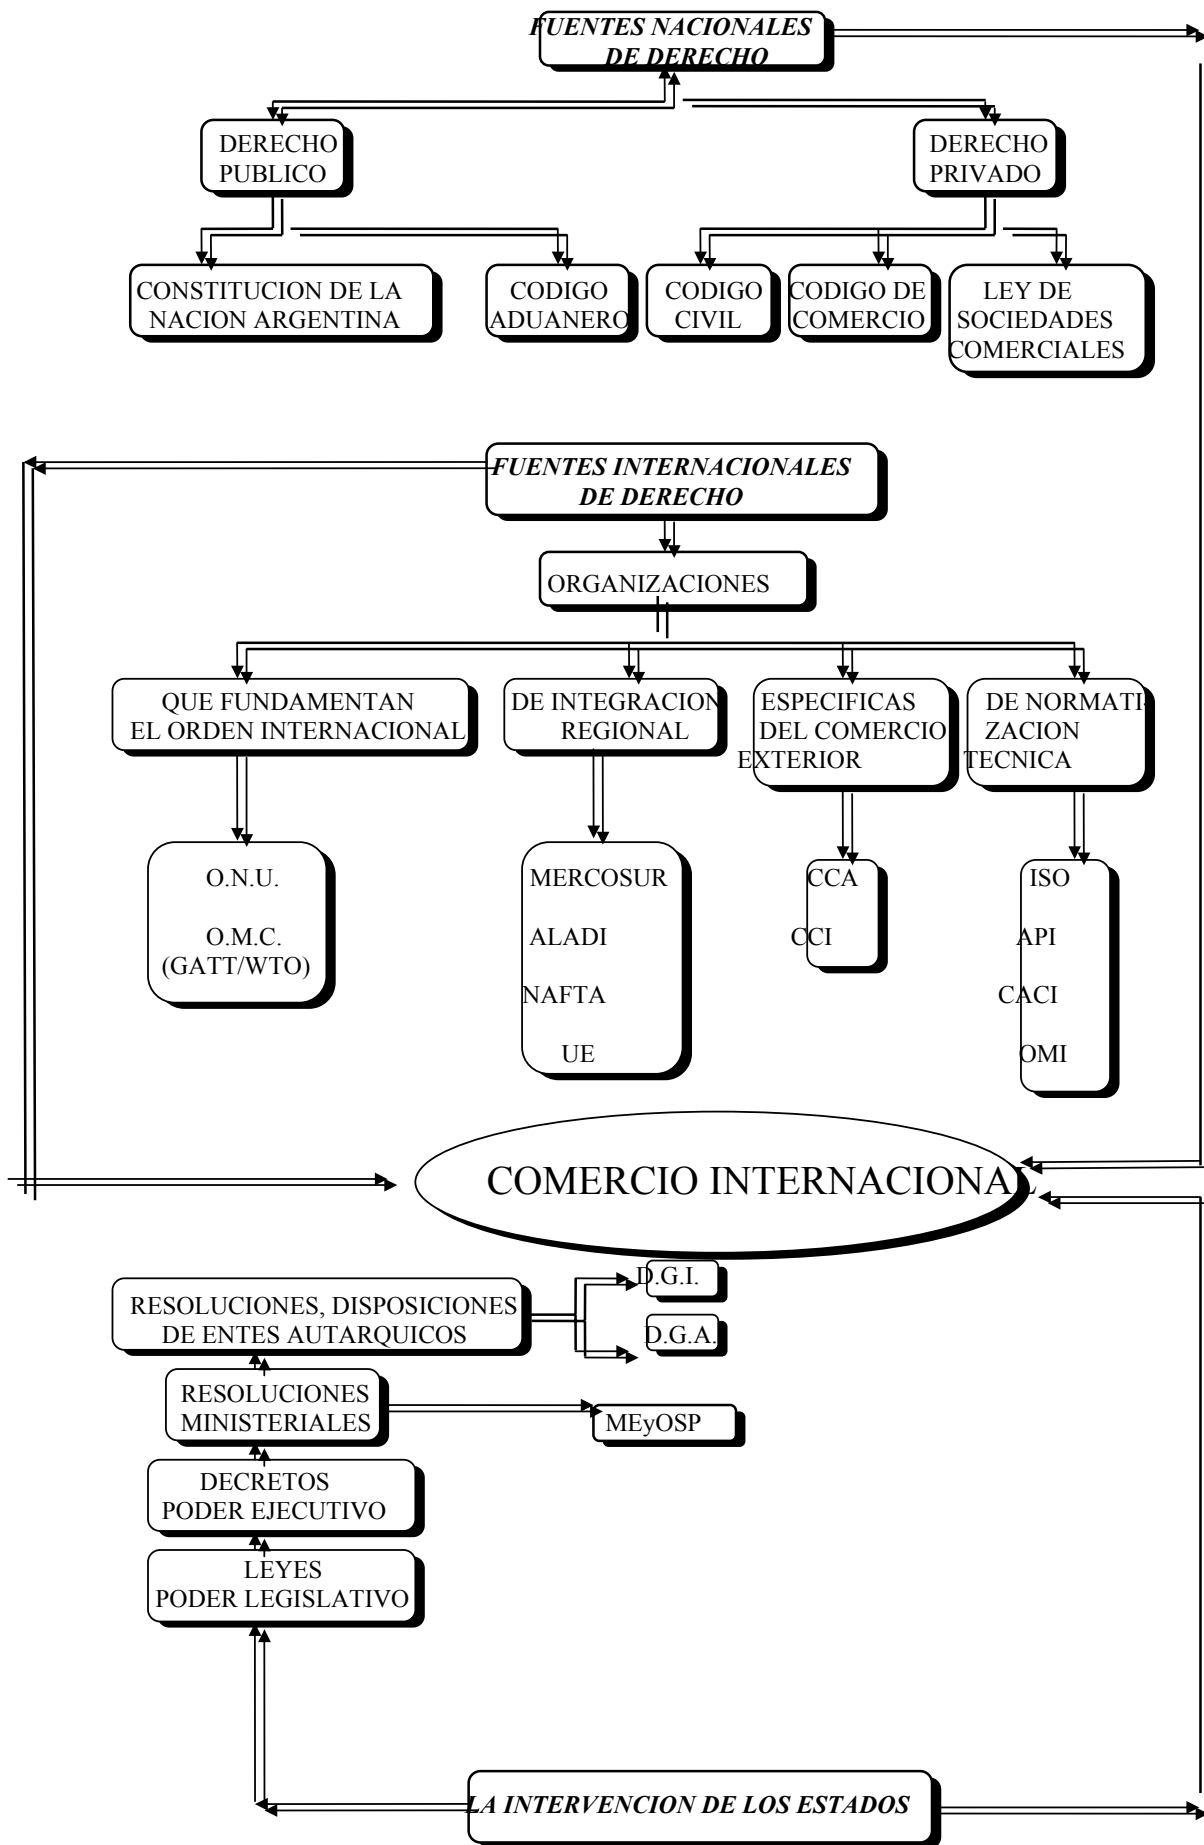 FUENTES NACIONALES
DE DERECHO
DERECHO
PUBLICO
DERECHO
PRIVADO
CONSTITUCION DE LA
NACION ARGENTINA
CODIGO
ADUANERO
CODIGO
CIVIL
CODIGO DE
COMERCIO
LEY DE
SOCIEDADES
COMERCIALES
FUENTES INTERNACIONALES
DE DERECHO
ORGANIZACIONES
QUE FUNDAMENTAN
EL ORDEN INTERNACIONAL
DE INTEGRACION
REGIONAL
ESPECIFICAS
DEL COMERCIO
EXTERIOR
DE NORMATI-
ZACION
TECNICA
O.N.U.
O.M.C.
(GATT/WTO)
MERCOSUR
ALADI
NAFTA
UE
CCA
CCI
ISO
API
CACI
OMI
COMERCIO INTERNACIONAL
D.G.I.
RESOLUCIONES, DISPOSICIONES
DE ENTES AUTARQUICOS
D.G.A.
RESOLUCIONES
MINISTERIALES
MEyOSP
DECRETOS
PODER EJECUTIVO
LEYES
PODER LEGISLATIVO
LA INTERVENCION DE LOS ESTADOS